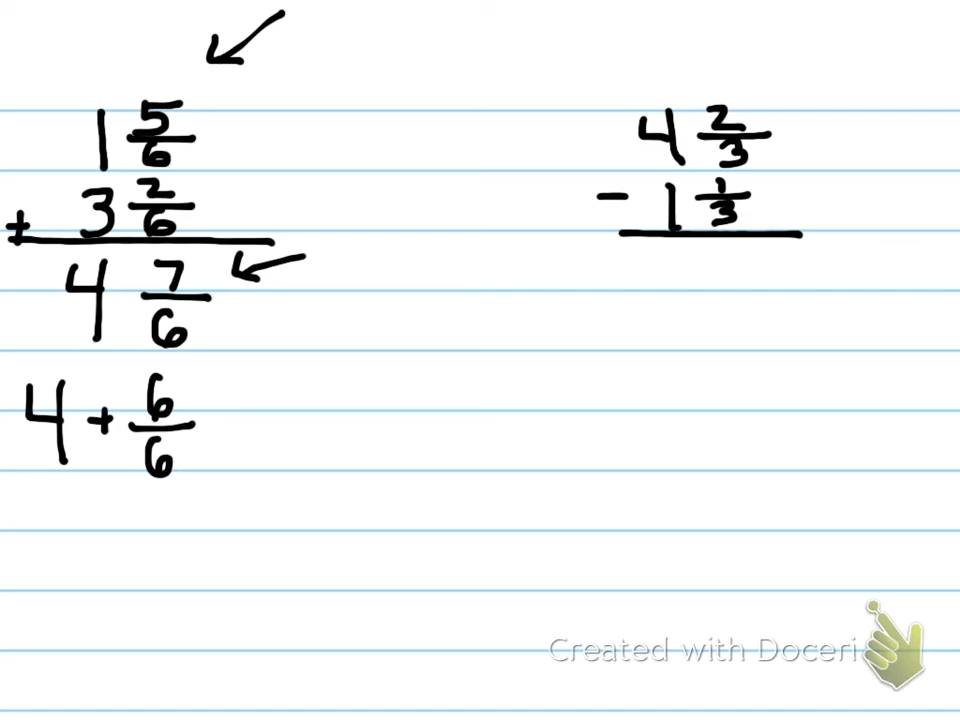 1 5/6
+ 3 2/6
4 7/6
4 + 6/6
4 2/3
- 1 1/3
Created with Doceri